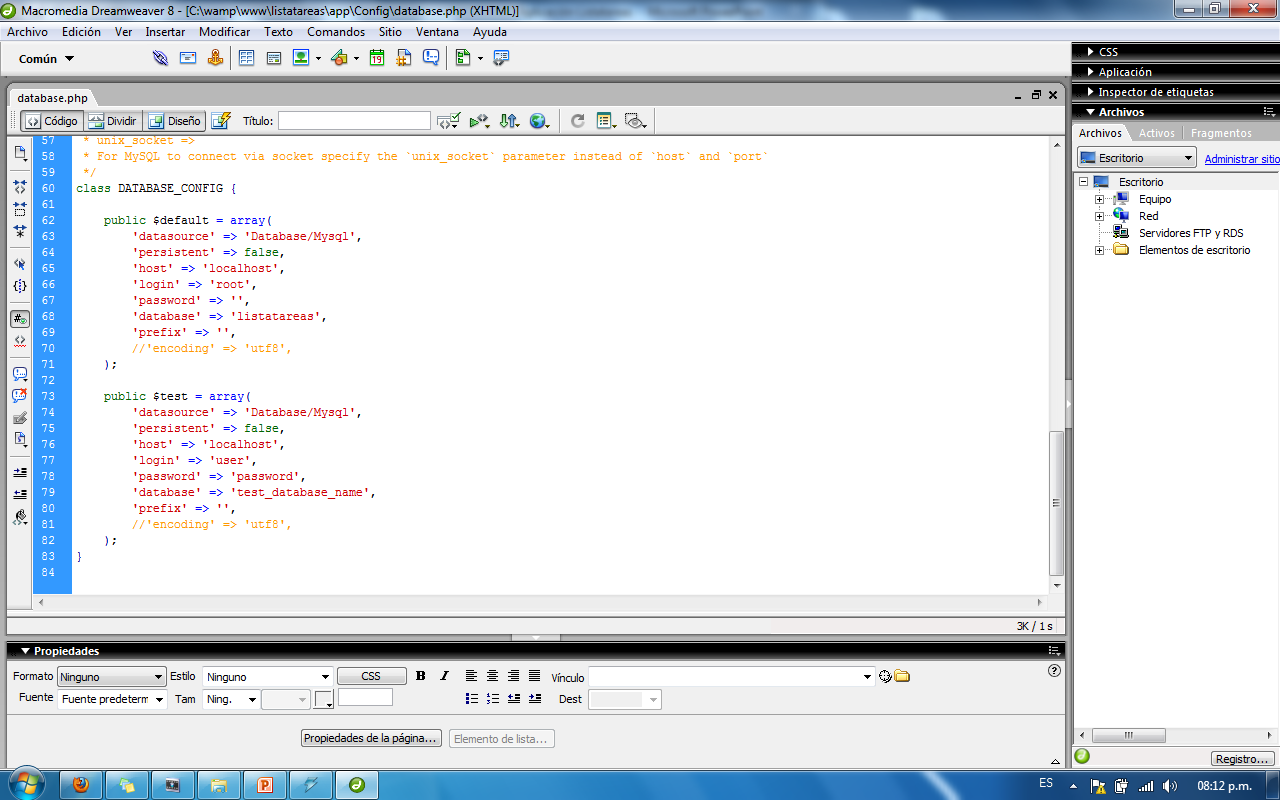 Macromedia Dreamweaver 8 - [C:\wamp\www\listatareas\app\Config\database.php (XHTML)]
Archivo Edición Ver Insertar Modificar Texto Comandos Sitio Ventana Ayuda
Común
database.php
Código Dividir Diseño Título:
57 * unix_socket =>
58 * For MySQL to connect via socket specify the `unix_socket` parameter instead of `host` and `port`
59 */
60 class DATABASE_CONFIG {
61
62 public $default = array(
63 'datasource' => 'Database/Mysql',
64 'persistent' => false,
65 'host' => 'localhost',
66 'login' => 'root',
67 'password' => '',
68 'database' => 'listatareas',
69 'prefix' => '',
70 //'encoding' => 'utf8',
71 );
72
73 public $test = array(
74 'datasource' => 'Database/Mysql',
75 'persistent' => false,
76 'host' => 'localhost',
77 'login' => 'user',
78 'password' => 'password',
79 'database' => 'test_database_name',
80 'prefix' => '',
81 //'encoding' => 'utf8',
82 );
83 }
84
3K / 1 s
CSS
Aplicación
Inspector de etiquetas
Archivos
Archivos Activos Fragmentos
Escritorio Administrar sitio
Escritorio
Equipo
Red
Servidores FTP y RDS
Elementos de escritorio
Registro...
Propiedades
Formato Ninguno Estilo Ninguno CSS B I Vínculo
Fuente Fuente predeterm Tam Ning. Dest
Propiedades de la página... Elemento de lista...
ES 08:12 p.m.